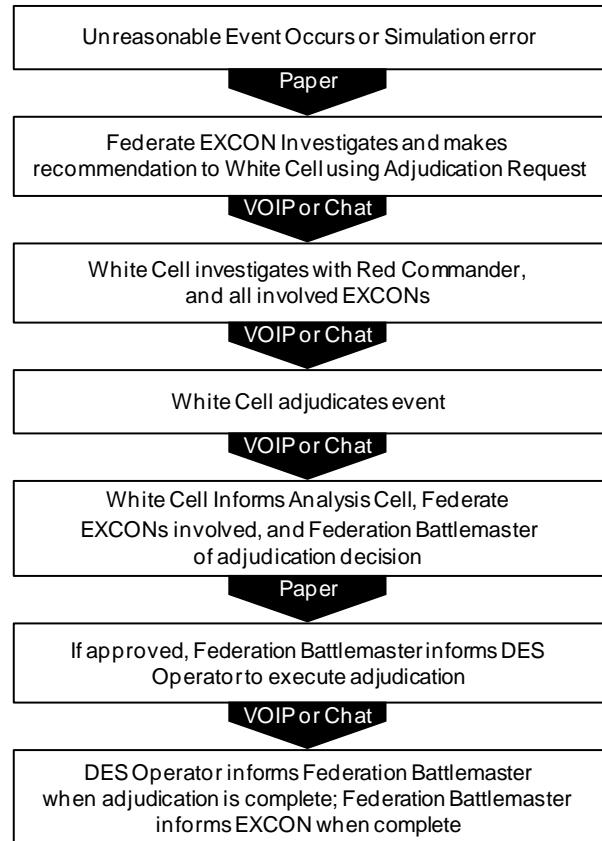 Unreasonable Event Occurs or Simulation error
Paper
Federate EXCON Investigates and makes
recommendation to White Cell using Adjudication Request
VOIP or Chat
White Cell investigates with Red Commander,
and all involved EXCONs
VOIP or Chat
White Cell adjudicates event
VOIP or Chat
White Cell Informs Analysis Cell, Federate
EXCONs involved, and Federation Battlemaster
of adjudication decision
Paper
If approved, Federation Battlemaster informs DES
Operator to execute adjudication
VOIP or Chat
DES Operator informs Federation Battlemaster
when adjudication is complete; Federation Battlemaster
informs EXCON when complete